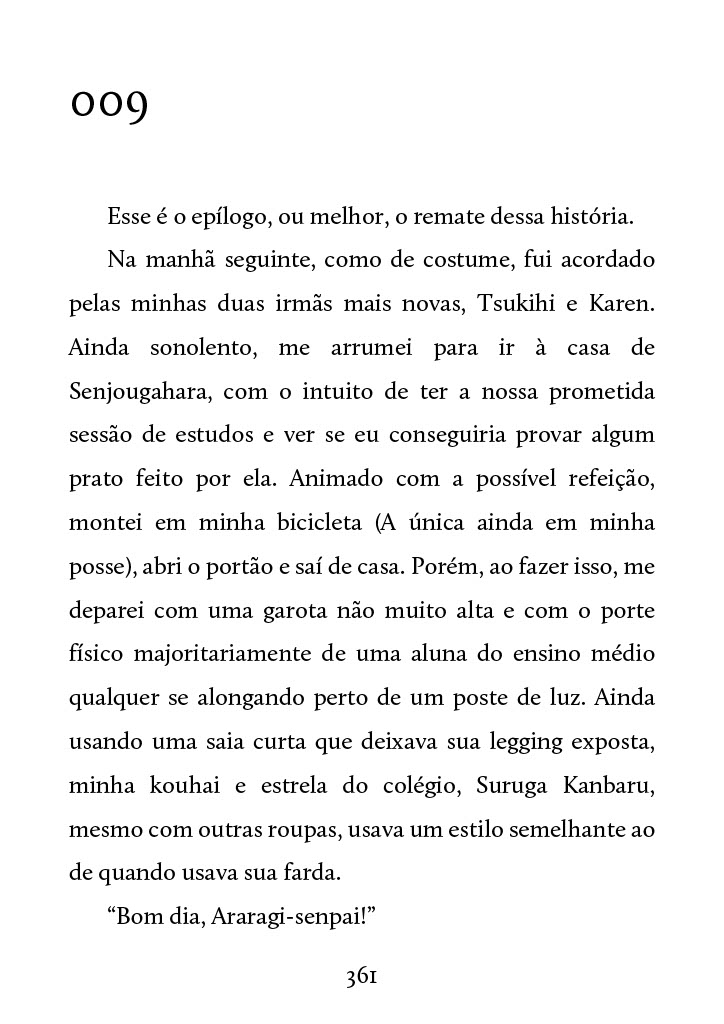 009
Esse é o epílogo, ou melhor, o remate dessa história.
Na manhã seguinte, como de costume, fui acordado
pelas minhas duas irmãs mais novas, Tsukihi e Karen.
Ainda sonolento, me arrumei para ir à casa de
Senjougahara, com o intuito de ter a nossa prometida
sessão de estudos e ver se eu conseguiria provar algum
prato feito por ela. Animado com a possível refeição,
montei em minha bicicleta (A única ainda em minha
posse), abri o portão e saí de casa. Porém, ao fazer isso, me
deparei com uma garota não muito alta e com o porte
físico majoritariamente de uma aluna do ensino médio
qualquer se alongando perto de um poste de luz. Ainda
usando uma saia curta que deixava sua legging exposta,
minha kouhai e estrela do colégio, Suruga Kanbaru,
mesmo com outras roupas, usava um estilo semelhante ao
de quando usava sua farda.
“Bom dia, Araragi-senpai!”
361